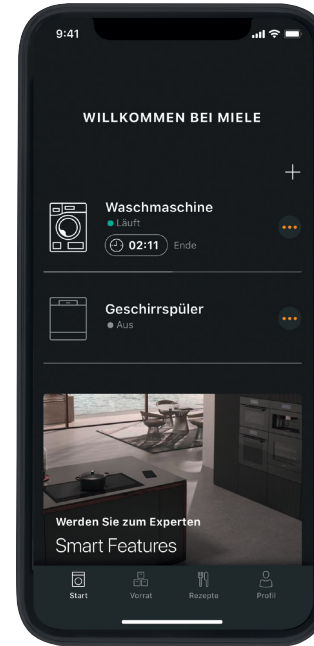 9:41
WILLKOMMEN BEI MIELE
Waschmaschine
Läuft
02:11 Ende
Geschirrspüler
Aus
Werden Sie zum Experten
Smart Features
Start Vorrat Rezepte Profil